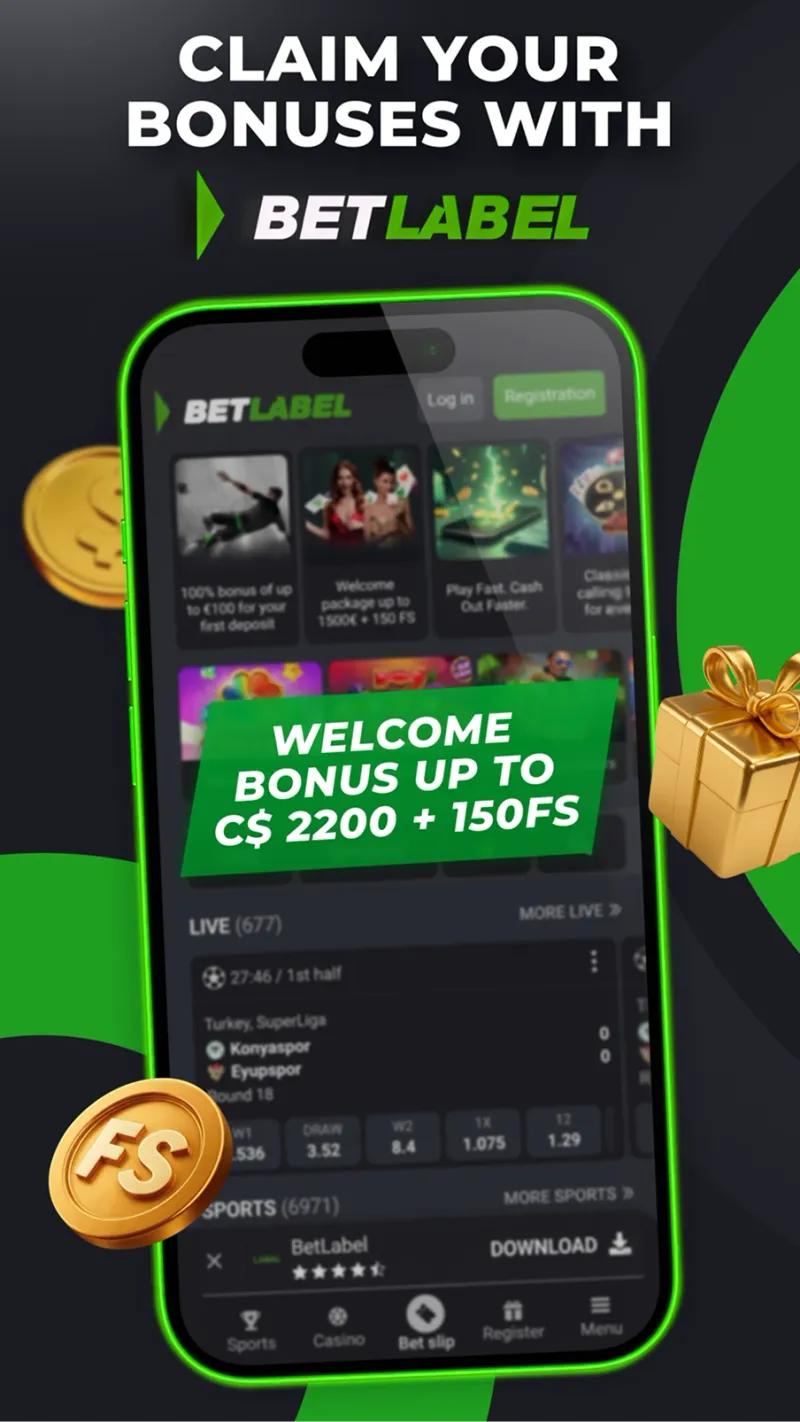 CLAIM YOUR
BONUSES WITH
BETLABEL
BETLABEL
Log in
Registration
100% bonus of up
to €100 for your
first deposit
Welcome
package up to
1500€ + 150 FS
Play Fast. Cash
Out Faster.
calling
for
WELCOME
BONUS UP TO
C$ 2200 + 150FS
LIVE (677)
MORE LIVE »
27:46 / 1st half
Turkey, SuperLiga
Konyaspor
0
Eyupspor
0
Round 18
W1
DRAW
W2
1X
12
.536
3.52
8.4
1.075
1.29
FS
SPORTS (6971)
MORE SPORTS »
BetLabel
DOWNLOAD
Sports
Casino
Bet slip
Register
Menu